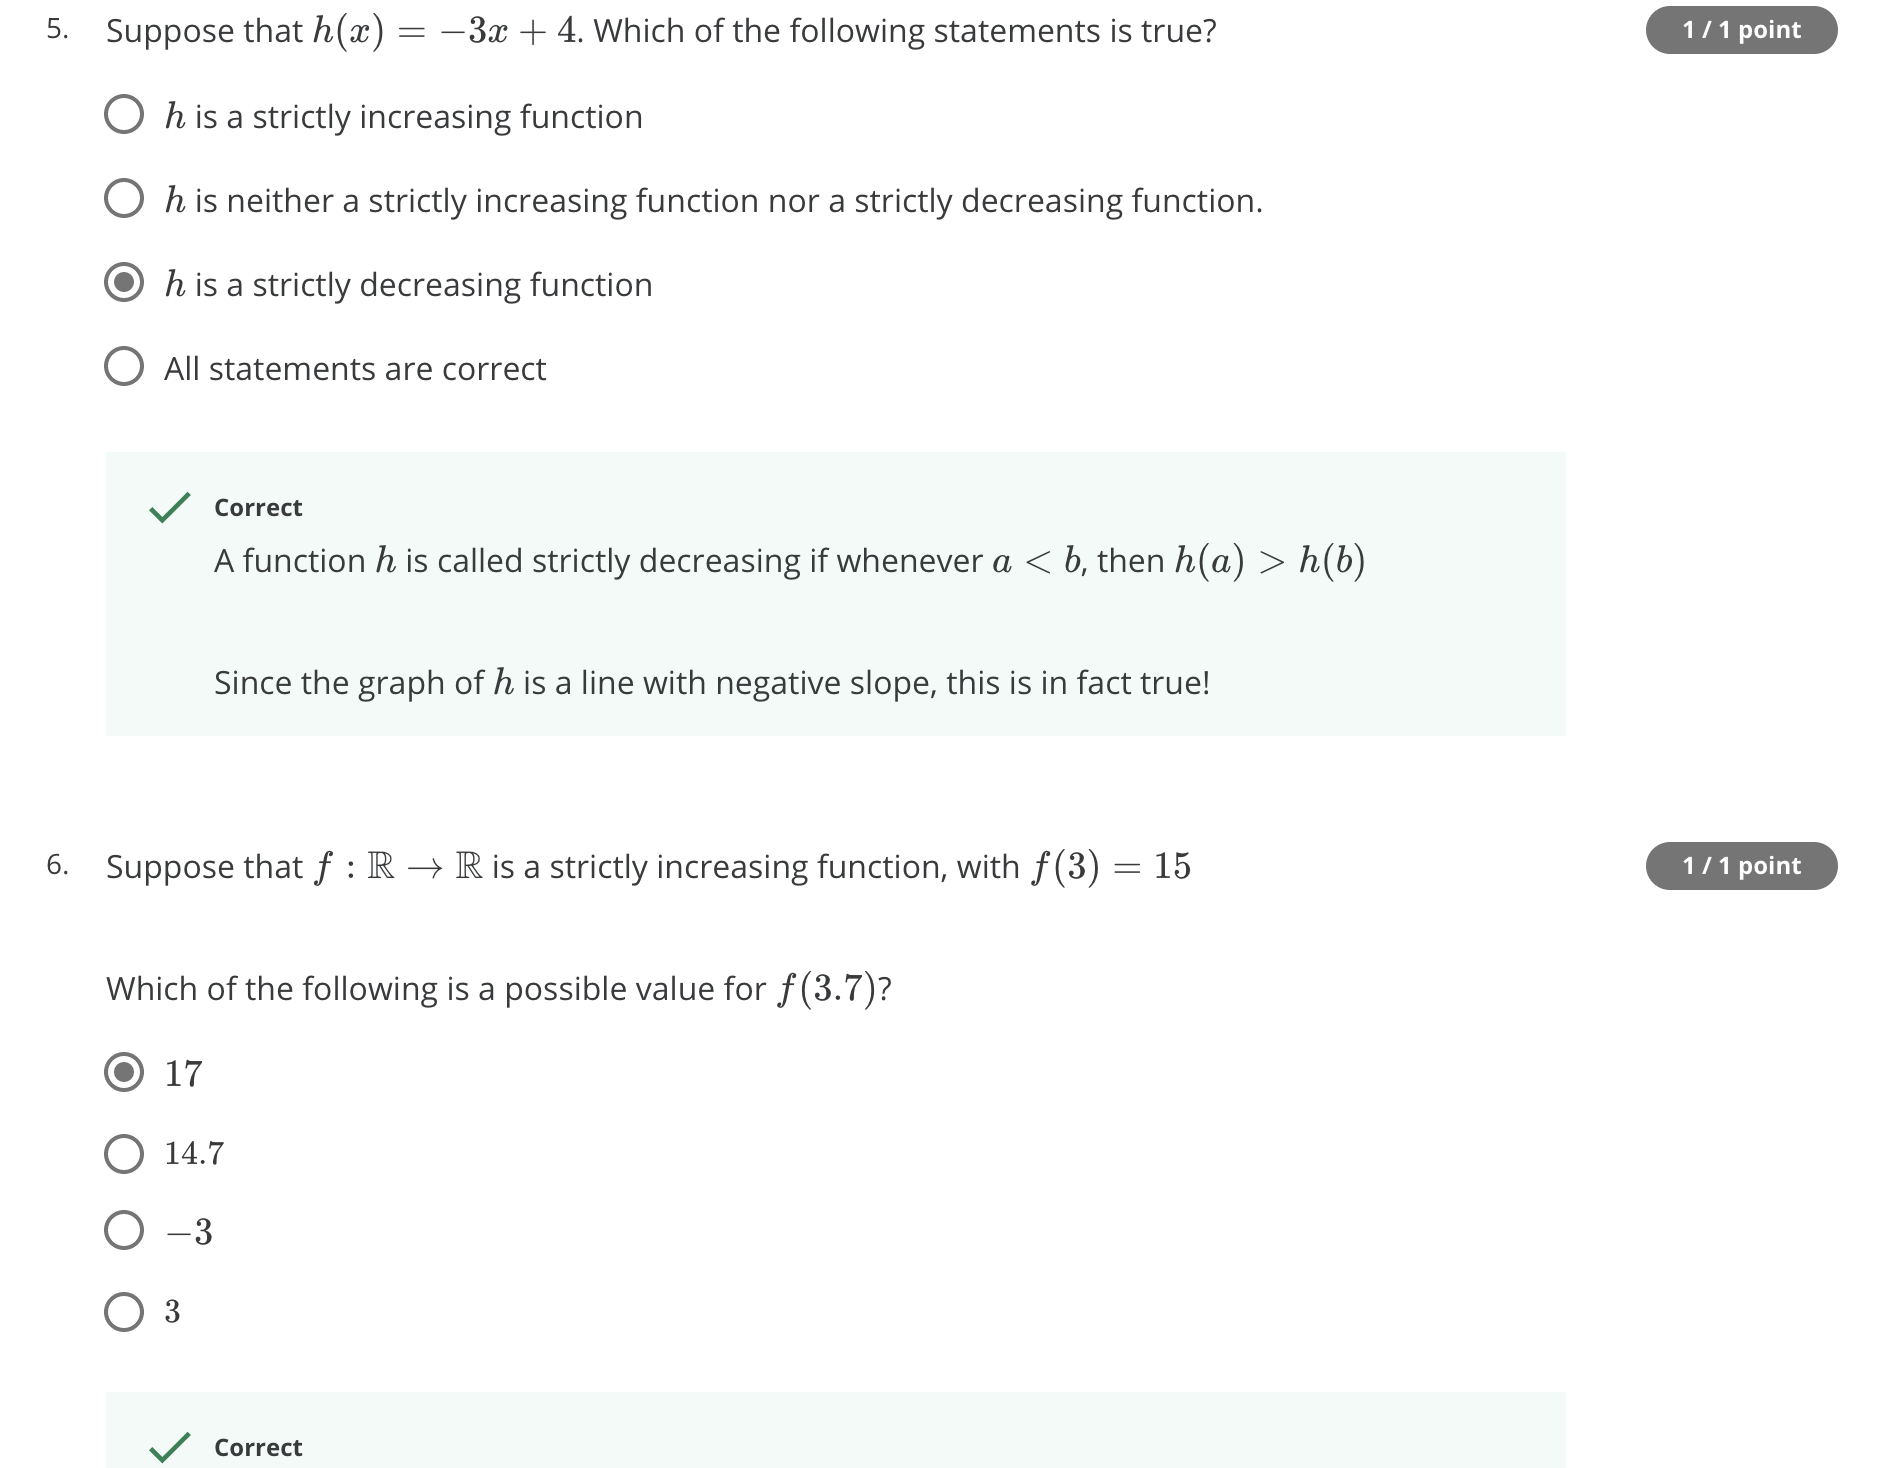 5. Suppose that h(x) = −3x + 4. Which of the following statements is true?
1 / 1 point
h is a strictly increasing function
h is neither a strictly increasing function nor a strictly decreasing function.
h is a strictly decreasing function
All statements are correct
Correct
A function h is called strictly decreasing if whenever a < b, then h(a) > h(b)
Since the graph of h is a line with negative slope, this is in fact true!
6. Suppose that f : ℝ → ℝ is a strictly increasing function, with f(3) = 15
1 / 1 point
Which of the following is a possible value for f(3.7)?
17
14.7
−3
3
Correct